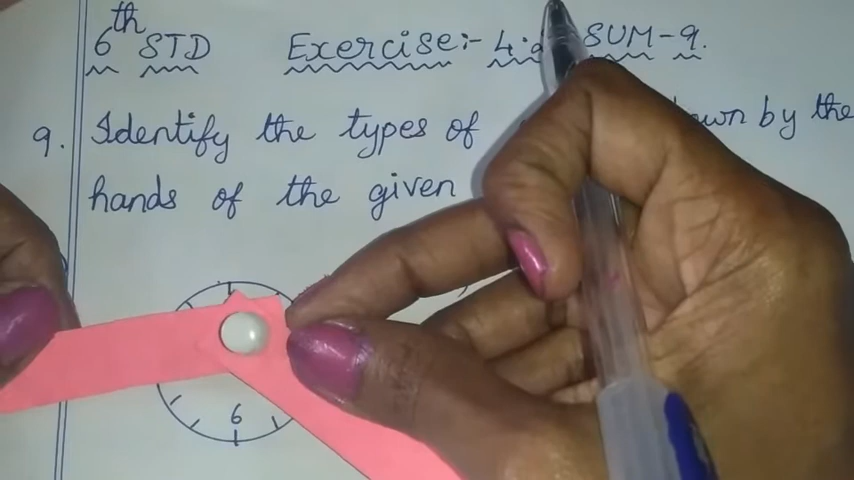 6th STD Exercise:- 4. SUM-9.
9. Identify the types of by the
hands of the given
6